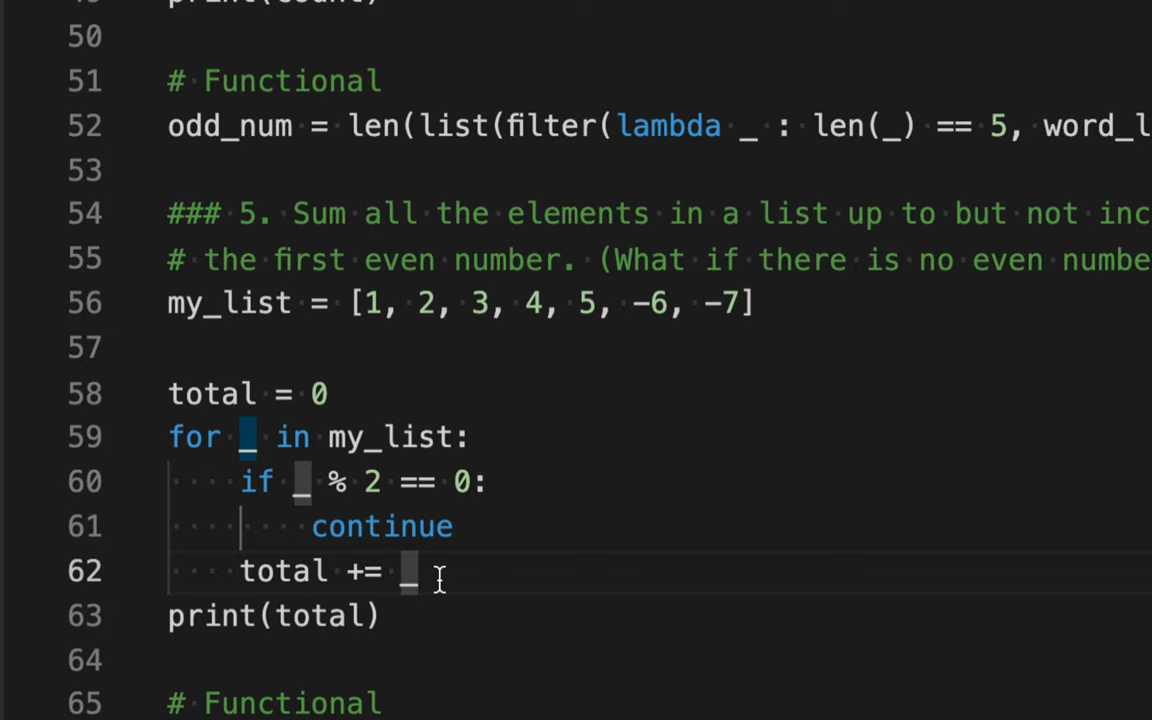 print(count)
50
51 # Functional
52 odd_num = len(list(filter(lambda _ : len(_) == 5, word_l
53
54 ### 5. Sum all the elements in a list up to but not inc
55 # the first even number. (What if there is no even numbe
56 my_list = [1, 2, 3, 4, 5, -6, -7]
57
58 total = 0
59 for _ in my_list:
60     if _ % 2 == 0:
61         continue
62     total += _
63 print(total)
64
65 # Functional